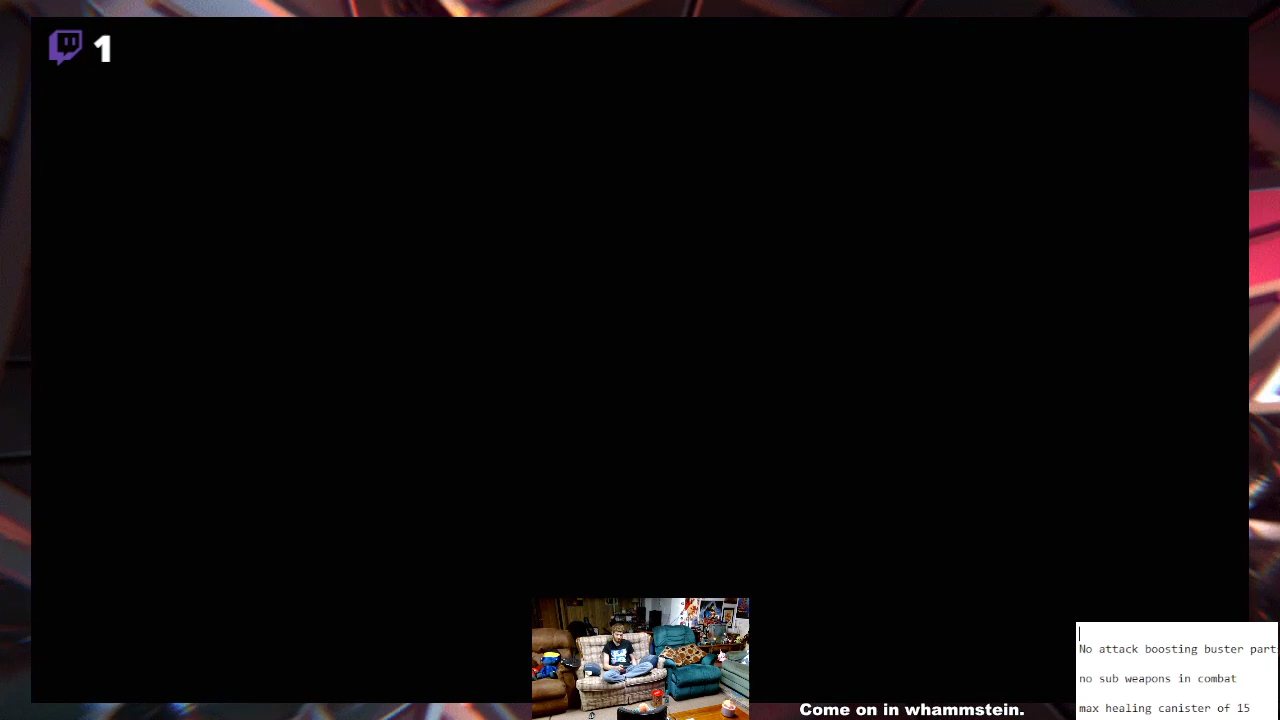 1
No attack boosting buster part
no sub weapons in combat
max healing canister of 15
Come on in whammstein.